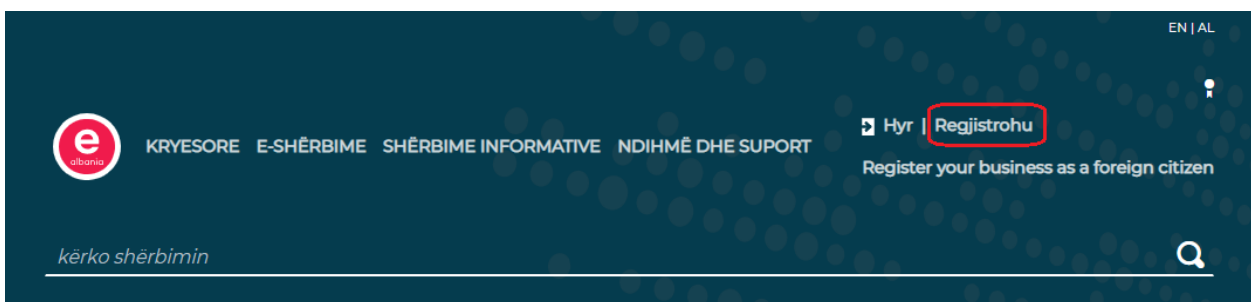 EN | AL
e
albania
KRYESORE E-SHËRBIME SHËRBIME INFORMATIVE NDIHMË DHE SUPORT
Hyr | Regjistrohu
Register your business as a foreign citizen
kërko shërbimin